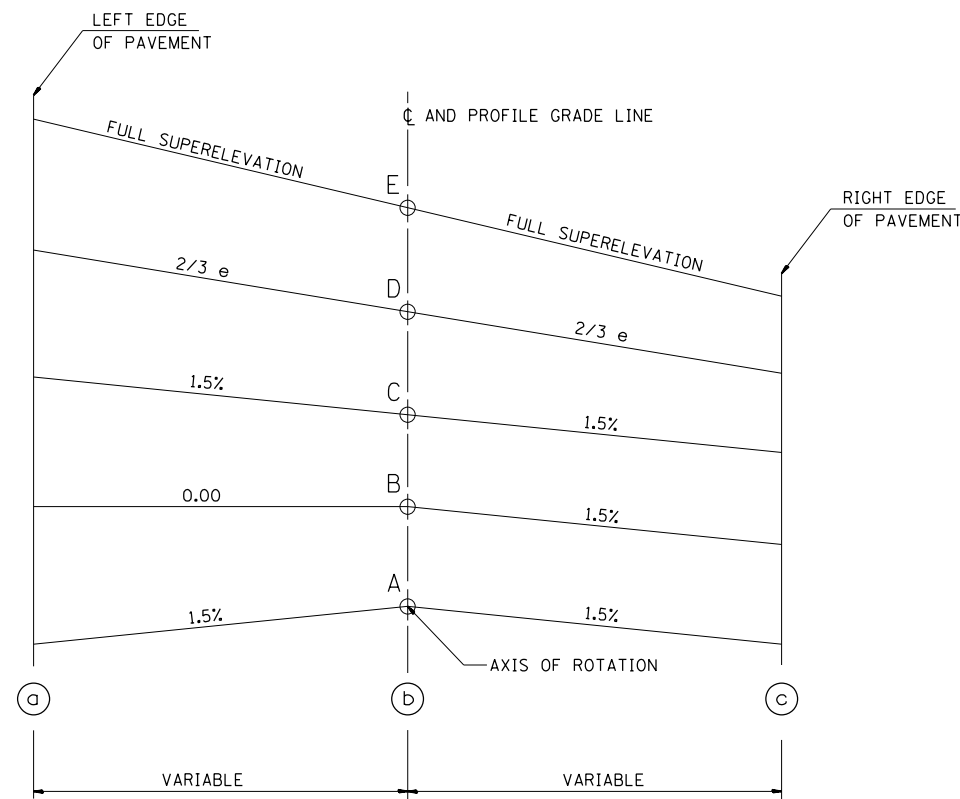 LEFT EDGE
OF PAVEMENT
℄ AND PROFILE GRADE LINE
FULL SUPERELEVATION
E
RIGHT EDGE
OF PAVEMENT
FULL SUPERELEVATION
2/3 e
D
2/3 e
1.5%
C
1.5%
0.00
B
1.5%
A
1.5%
1.5%
AXIS OF ROTATION
a
b
c
VARIABLE
VARIABLE